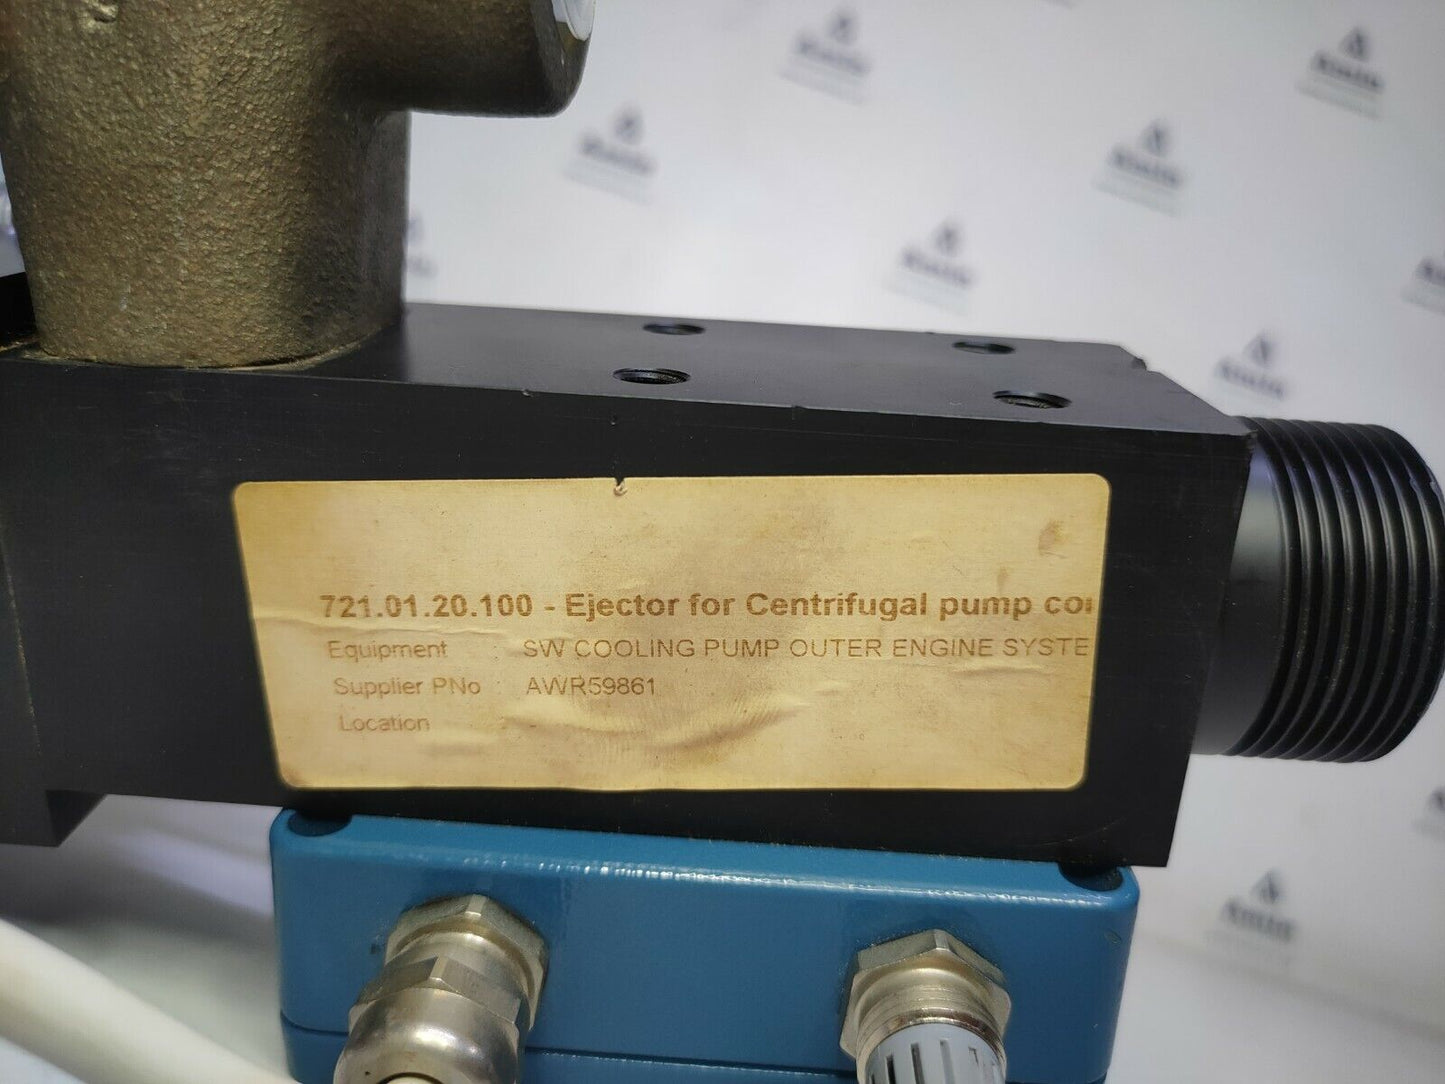 721.01.20.100 - Ejector for Centrifugal pump co
Equipment : SW COOLING PUMP OUTER ENGINE SYSTE
Supplier PNo : AWR59861
Location : -